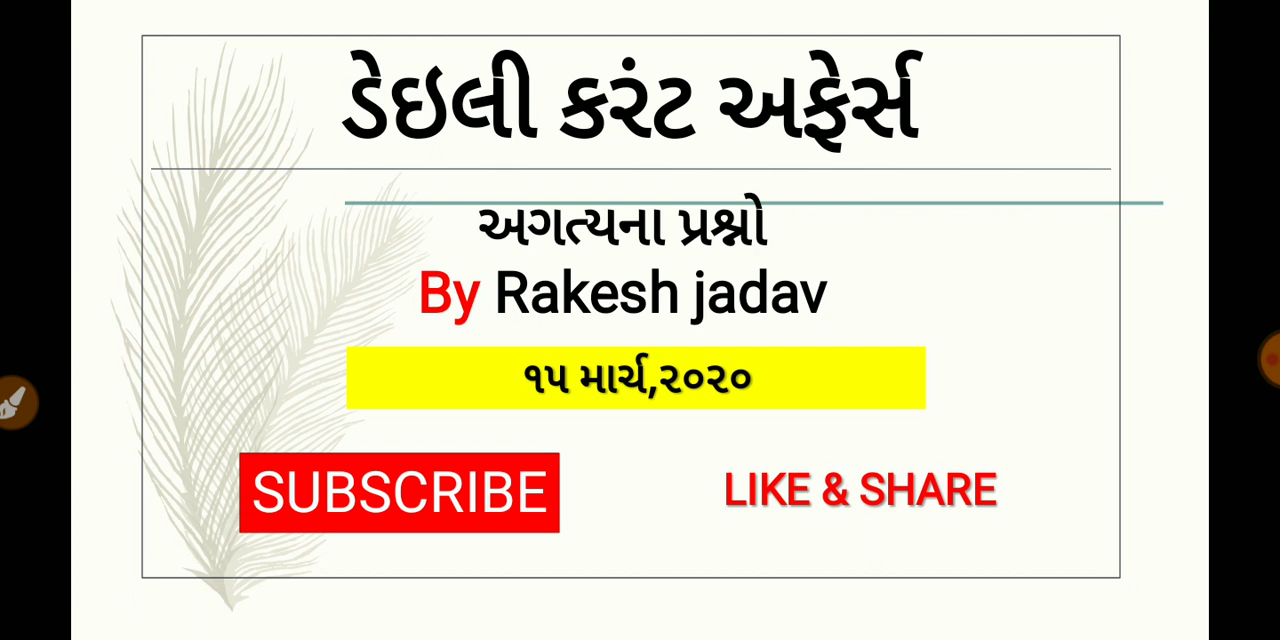 ડેઇલી કરંટ અફેર્સ
અગત્યના પ્રશ્નો
By Rakesh jadav
૧૫ માર્ચ,૨૦૨૦
SUBSCRIBE
LIKE & SHARE